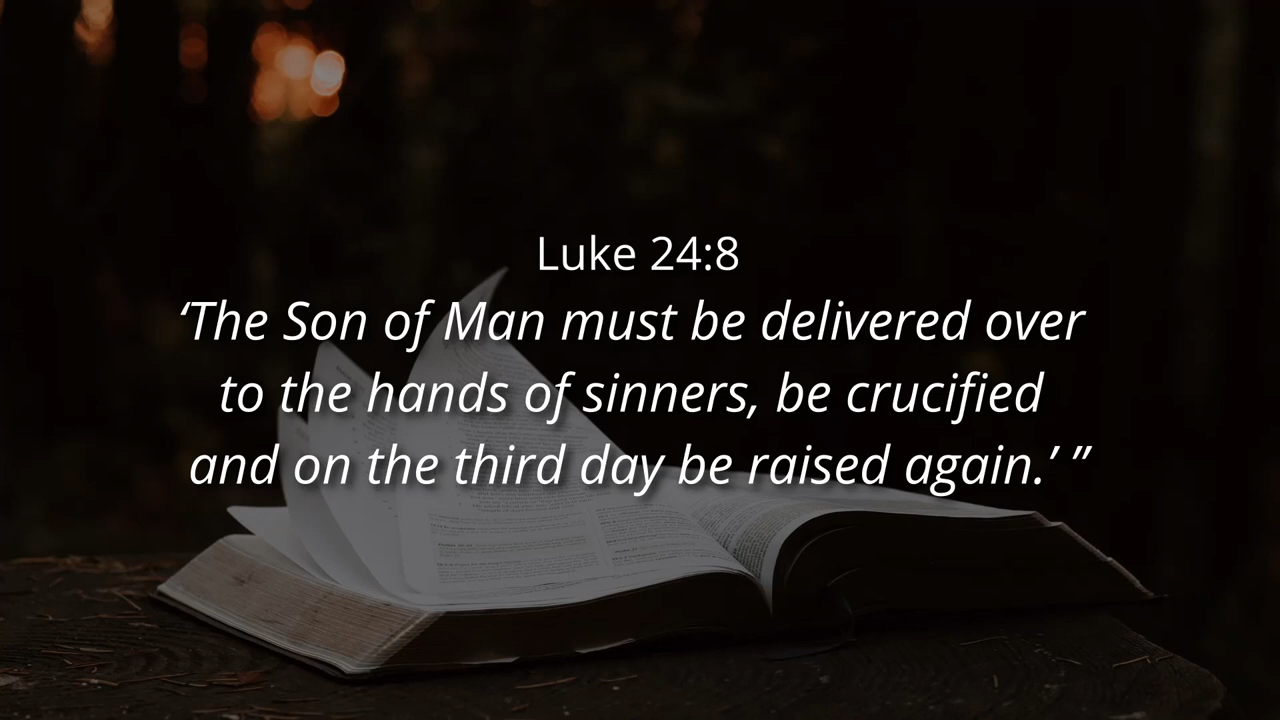 Luke 24:8
‘The Son of Man must be delivered over
to the hands of sinners, be crucified
and on the third day be raised again.’ ”